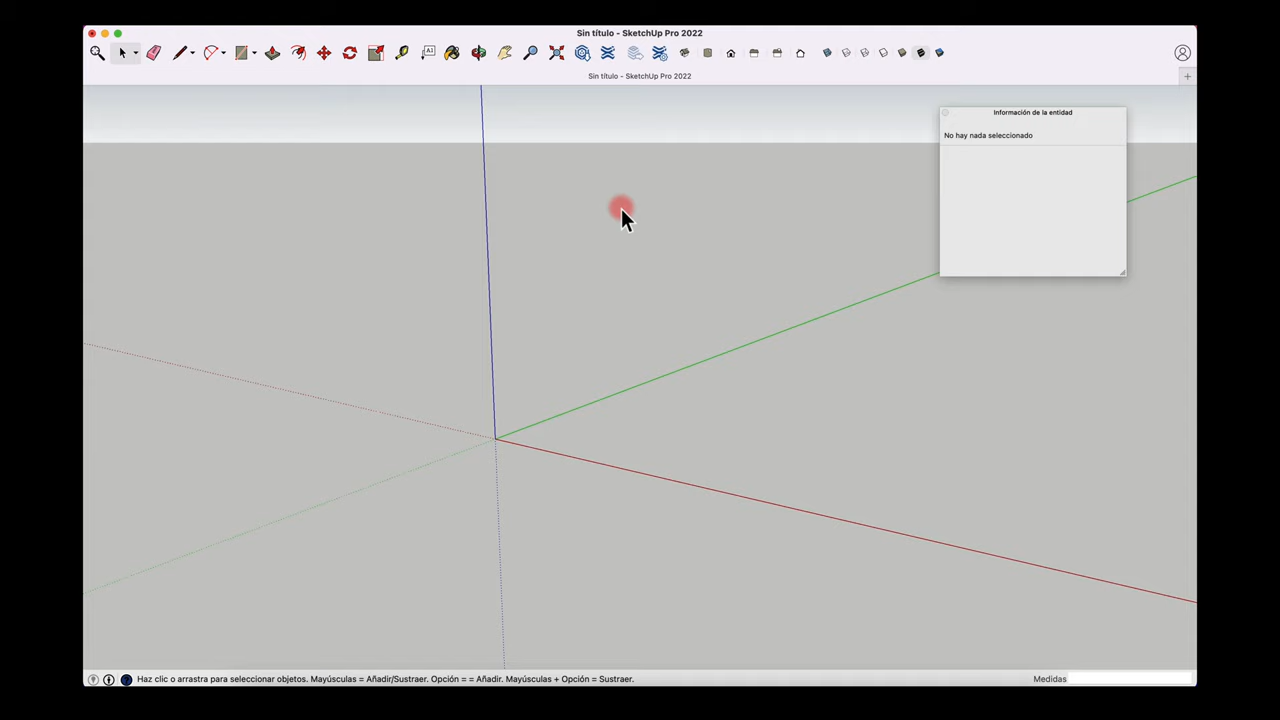 Sin título - SketchUp Pro 2022
A1
Sin título - SketchUp Pro 2022
Información de la entidad
No hay nada seleccionado
Haz clic o arrastra para seleccionar objetos. Mayúsculas = Añadir/Sustraer. Opción = = Añadir. Mayúsculas + Opción = Sustraer.
Medidas